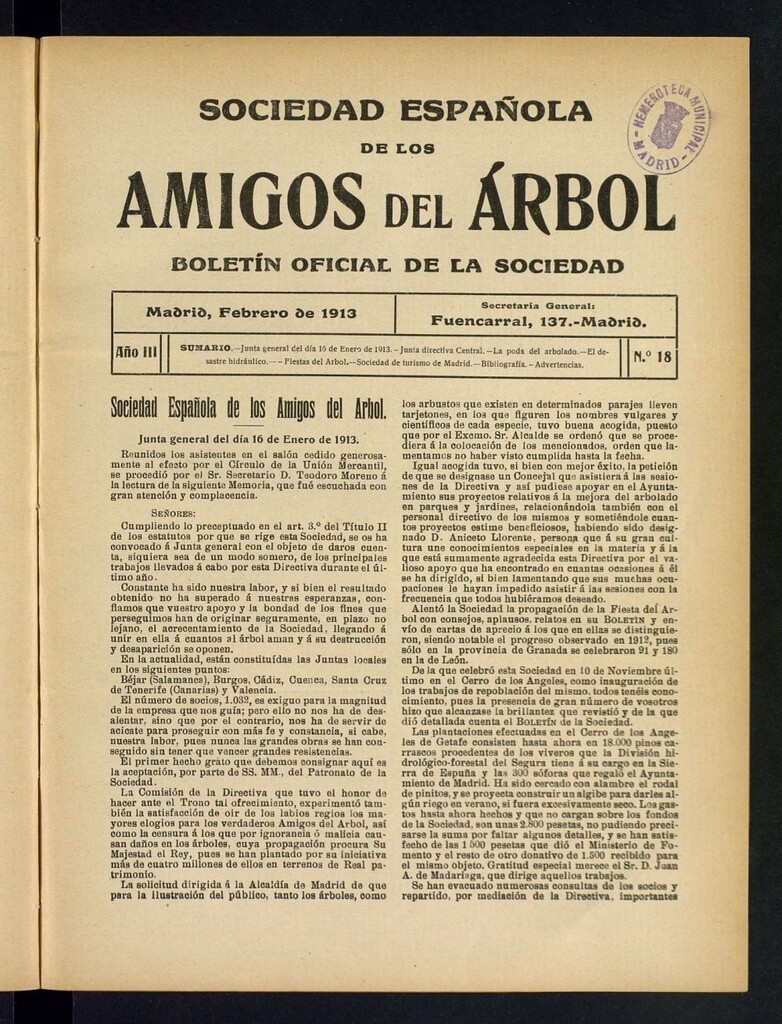 SOCIEDAD ESPAÑOLA
DE LOS
AMIGOS DEL ÁRBOL
BOLETÍN OFICIAL DE LA SOCIEDAD
HEMEROTECA MUNICIPAL
- MADRID -
Madrid, Febrero de 1913
Secretaría General:
Fuencarral, 137.-Madrid.
Año III
SUMARIO.—Junta general del día 16 de Enero de 1913.-Junta directiva Central.—La poda del arbolado.—El de-
sastre hidráulico.— - Fiestas del Arbol.—Sociedad de turismo de Madrid.—Bibliografía.- Advertencias.
N.º 18
Sociedad Española de los Amigos del Arbol.
Junta general del día 16 de Enero de 1913.
Reunidos los asistentes en el salón cedido generosa-
mente al efecto por el Círculo de la Unión Mercantil,
se procedió por el Sr. Secretario D. Teodoro Moreno á
la lectura de la siguiente Memoria, que fué escuchada con
gran atención y complacencia.
SEÑORES:
Cumpliendo lo preceptuado en el art. 3.º del Título II
de los estatutos por que se rige esta Sociedad, se os ha
convocado á Junta general con el objeto de daros cuen-
ta, siquiera sea de un modo somero, de los principales
trabajos llevados á cabo por esta Directiva durante el úl-
timo año.
Constante ha sido nuestra labor, y si bien el resultado
obtenido no ha superado á nuestras esperanzas, con-
fiamos que vuestro apoyo y la bondad de los fines que
perseguimos han de originar seguramente, en plazo no
lejano, el acrecentamiento de la Sociedad, llegando á
unir en ella á cuantos al árbol aman y á su destrucción
y desaparición se oponen.
En la actualidad, están constituídas las Juntas locales
en los siguientes puntos:
Béjar (Salamanca), Burgos, Cádiz, Cuenca, Santa Cruz
de Tenerife (Canarias) y Valencia.
El número de socios, 1.032, es exiguo para la magnitud
de la empresa que nos guía; pero ello no nos ha de des-
alentar, sino que por el contrario, nos ha de servir de
acicate para proseguir con más fe y constancia, si cabe,
nuestra labor, pues nunca las grandes obras se han con-
seguido sin tener que vencer grandes resistencias.
El primer hecho grato que debemos consignar aquí es
la aceptación, por parte de SS. MM., del Patronato de la
Sociedad.
La Comisión de la Directiva que tuvo el honor de
hacer ante el Trono tal ofrecimiento, experimentó tam-
bién la satisfacción de oir de los labios regios los ma-
yores elogios para los verdaderos Amigos del Arbol, así
como la censura á los que por ignorancia ó malicia cau-
san daños en los árboles, cuya propagación procura Su
Majestad el Rey, pues se han plantado por su iniciativa
más de cuatro millones de ellos en terrenos de Real pa-
trimonio.
La solicitud dirigida á la Alcaldía de Madrid de que
para la ilustración del público, tanto los árboles, como
los arbustos que existen en determinados parajes lleven
tarjetones, en los que figuren los nombres vulgares y
científicos de cada especie, tuvo buena acogida, puesto
que por el Excmo. Sr. Alcalde se ordenó que se proce-
diera á la colocación de los mencionados, orden que la-
mentamos no haber visto cumplida hasta la fecha.
Igual acogida tuvo, si bien con mejor éxito, la petición
de que se designase un Concejal que asistiera á las sesio-
nes de la Directiva y así pudiese apoyar en el Ayunta-
miento sus proyectos relativos á la mejora del arbolado
en parques y jardines, relacionándola también con el
personal directivo de los mismos y sometiéndole cuan-
tos proyectos estime beneficiosos, habiendo sido desig-
nado D. Aniceto Llorente, persona que á su gran cultu
ra une conocimientos especiales en la materia y á la
que está sumamente agradecida esta Directiva por el va-
lioso apoyo que ha encontrado en cuantas ocasiones á él
se ha dirigido, si bien lamentando que sus muchas ocu-
paciones le hayan impedido asistir á las sesiones con la
frecuencia que todos hubiéramos deseado.
Alentó la Sociedad la propagación de la Fiesta del Ar-
bol con consejos, aplausos, relatos en su BOLETIN y en-
vío de cartas de aprecio á los que en ellas se distinguie-
ron, siendo notable el progreso observado en 1912, pues
sólo en la provincia de Granada se celebraron 91 y 180
en la de León.
De la que celebró esta Sociedad en 10 de Noviembre úl-
timo en el Cerro de los Angeles, como inauguración de
los trabajos de repoblación del mismo, todos tenéis cono-
cimiento, pues la presencia de gran número de vosotros
hizo que alcanzase la brillantez que revistió y de la que
dió detallada cuenta el BOLETÍN de la Sociedad.
Las plantaciones efectuadas en el Cerro de los Ange-
les de Getafe consisten hasta ahora en 18.000 pinos ca-
rrascos procedentes de los viveros que la División hi-
drológico-forestal del Segura tiene á su cargo en la Sie-
rra de España y las 300 sóforas que regaló el Ayunta-
miento de Madrid. Ha sido cercado con alambre el rodal
de pinitos, y se proyecta construir un algibe para darles al-
gún riego en verano, si fuera excesivamente seco. Los gas-
tos hasta ahora hechos y que no cargan sobre los fondos
de la Sociedad, son unas 2.800 pesetas, no pudiendo preci-
sarse la suma por faltar algunos detalles, y se han satis-
fecho de las 1 500 pesetas que dió el Ministerio de Fo-
mento y el resto de otro donativo de 1.500 recibido para
el mismo objeto. Gratitud especial merece el Sr. D. Juan
A. de Madariaga, que dirige aquellos trabajos.
Se han evacuado numerosas consultas de los socios y
repartido, por mediación de la Directiva, importantes